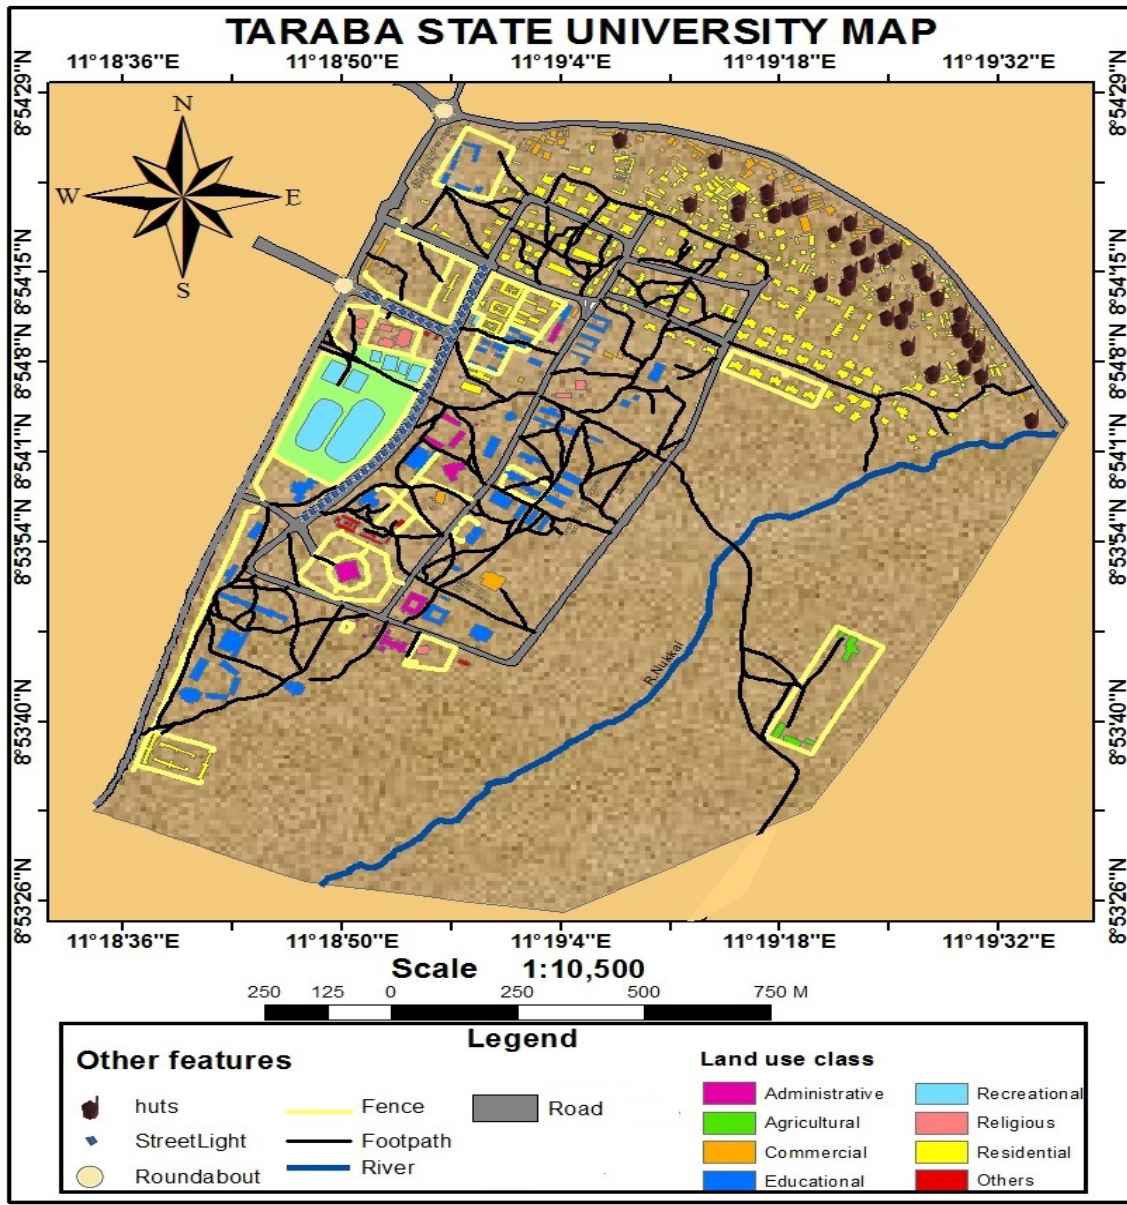 TARABA STATE UNIVERSITY MAP
11°18'36"E 11°18'50"E 11°19'4"E 11°19'18"E 11°19'32"E
8°54'29"N 8°54'29"N
N
W E
S
8°54'15"N 8°54'15"N
8°54'8"N 8°54'8"N
8°54'1"N 8°54'1"N
8°53'54"N 8°53'54"N
R.Nukkai
8°53'40"N 8°53'40"N
8°53'26"N 8°53'26"N
11°18'36"E 11°18'50"E 11°19'4"E 11°19'18"E 11°19'32"E
Scale 1:10,500
250 125 0 250 500 750 M
Legend
Other features
huts
StreetLight
Roundabout
Fence
Footpath
River
Road
Land use class
Administrative
Agricultural
Commercial
Educational
Recreational
Religious
Residential
Others